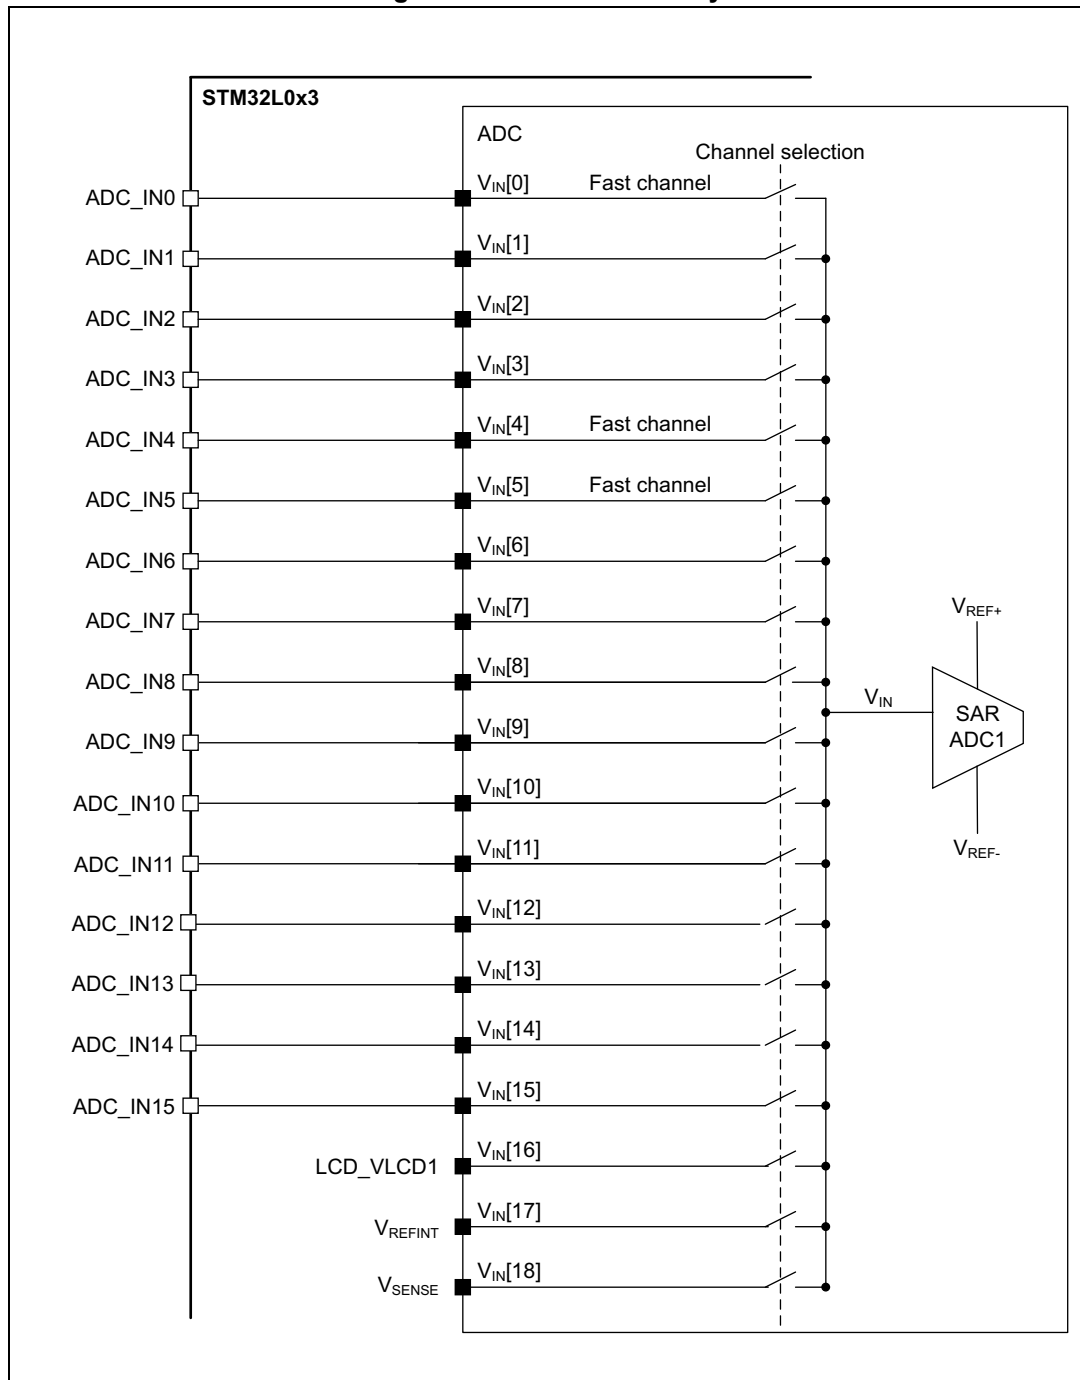 STM32L0x3
ADC
Channel selection
ADC_IN0
VIN[0]
Fast channel
ADC_IN1
VIN[1]
ADC_IN2
VIN[2]
ADC_IN3
VIN[3]
ADC_IN4
VIN[4]
Fast channel
ADC_IN5
VIN[5]
Fast channel
ADC_IN6
VIN[6]
ADC_IN7
VIN[7]
VREF+
ADC_IN8
VIN[8]
VIN
SAR
ADC1
ADC_IN9
VIN[9]
ADC_IN10
VIN[10]
ADC_IN11
VIN[11]
VREF-
ADC_IN12
VIN[12]
ADC_IN13
VIN[13]
ADC_IN14
VIN[14]
ADC_IN15
VIN[15]
LCD_VLCD1
VIN[16]
VREFINT
VIN[17]
VSENSE
VIN[18]